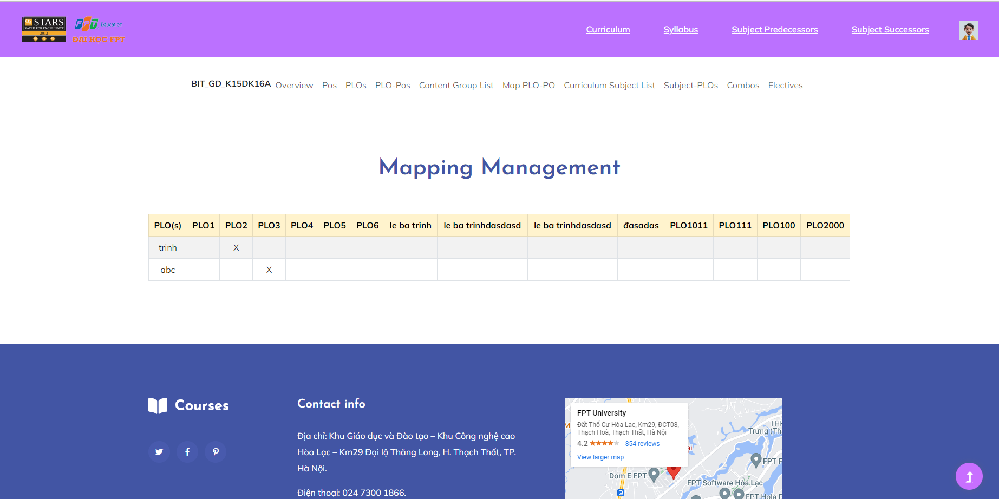 QS STARS
RATED FOR EXCELLENCE
2012
FPT Education
ĐẠI HỌC FPT
Curriculum Syllabus Subject Predecessors Subject Successors
BIT_GD_K15DK16A Overview Pos PLOs PLO-Pos Content Group List Map PLO-PO Curriculum Subject List Subject-PLOs Combos Electives
Mapping Management
PLO(s) PLO1 PLO2 PLO3 PLO4 PLO5 PLO6 le ba trinh le ba trinhdasdasd le ba trinhdasdasd đasadas PLO1011 PLO111 PLO100 PLO2000
trinh X
abc X
Courses
Contact info
Địa chỉ: Khu Giáo dục và Đào tạo – Khu Công nghệ cao
Hòa Lạc – Km29 Đại lộ Thăng Long, H. Thạch Thất, TP.
Hà Nội.
Điện thoại: 024 7300 1866.
FPT University
Đất Thổ Cư Hòa Lạc, Km29, ĐCT08,
Thạch Hoà, Thạch Thất, Hà Nội
4.2 854 reviews
View larger map
M
THP
Trưng (Th
ai
FPT F
Dom E FPT
FPT Software Hòa Lạc
FPT Hola P